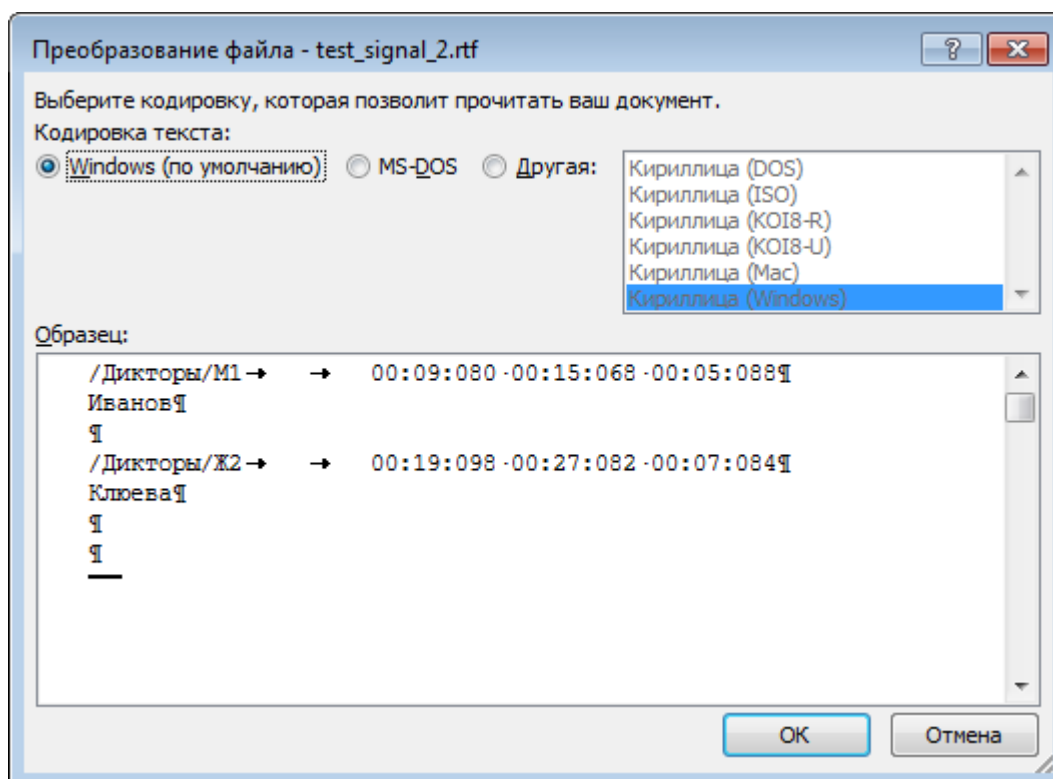 Преобразование файла - test_signal_2.rtf
Выберите кодировку, которая позволит прочитать ваш документ.
Кодировка текста:
Windows (по умолчанию) MS-DOS Другая:
Кириллица (DOS)
Кириллица (ISO)
Кириллица (KOI8-R)
Кириллица (KOI8-U)
Кириллица (Mac)
Кириллица (Windows)
Образец:
/Дикторы/М1→ → 00:09:080·-00:15:068·-00:05:088¶
Иванов¶
¶
/Дикторы/Ж2→ → 00:19:098·-00:27:082·-00:07:084¶
Клюева¶
¶
¶
ОК Отмена